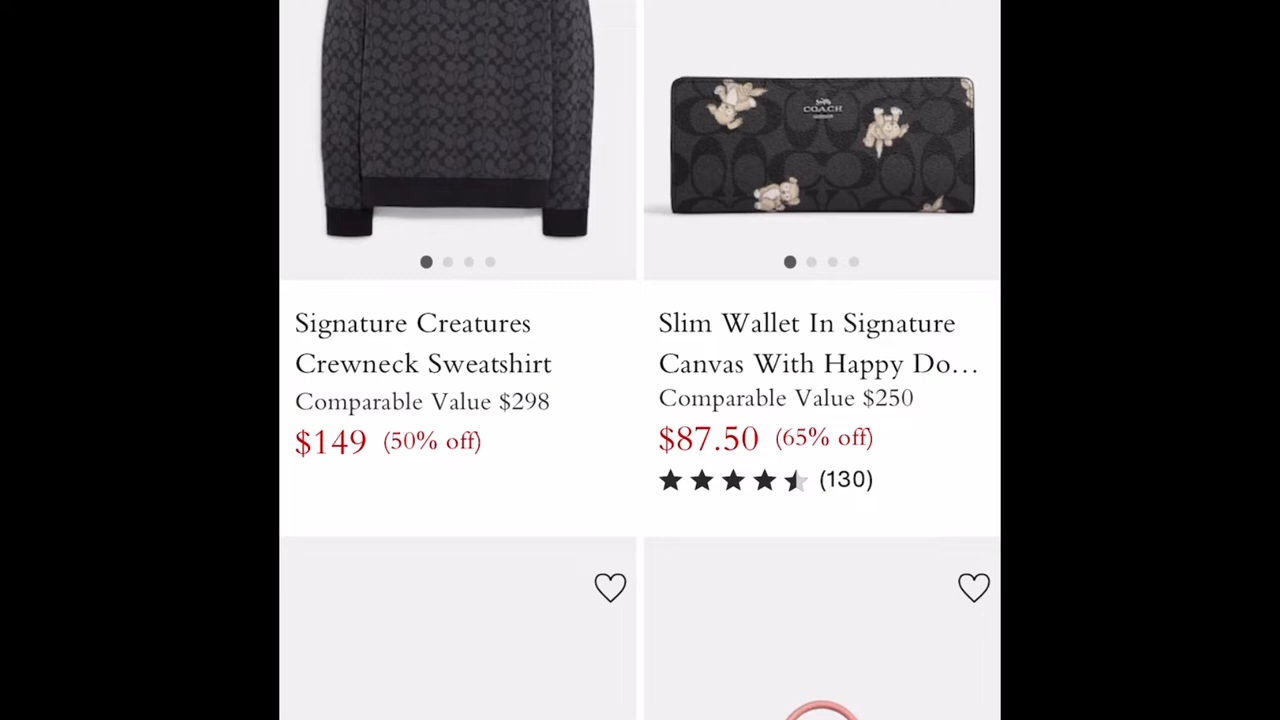 COACH
Signature Creatures
Crewneck Sweatshirt
Comparable Value $298
$149 (50% off)
Slim Wallet In Signature
Canvas With Happy Do...
Comparable Value $250
$87.50 (65% off)
(130)